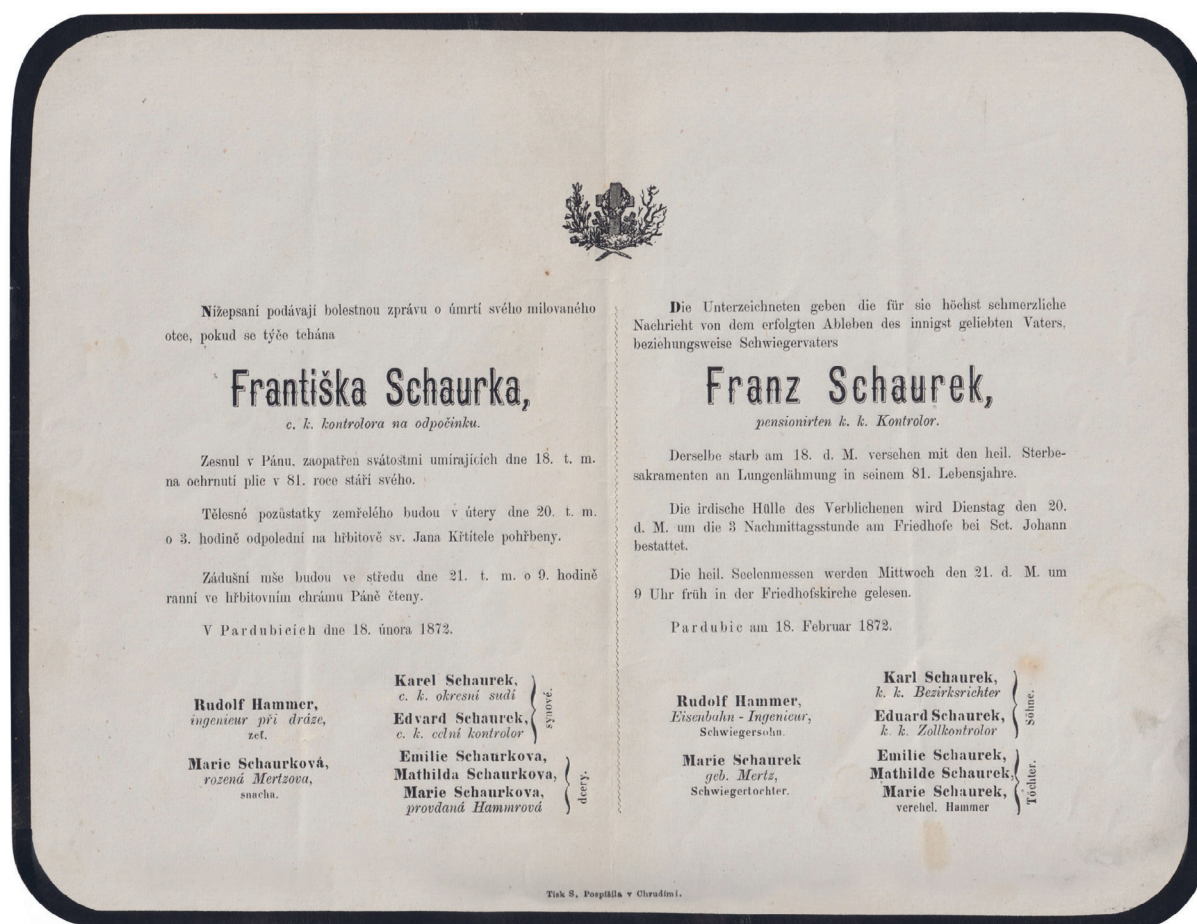 Nížepsaní podávají bolestnou zprávu o úmrtí svého milovaného
otce, pokud se týče tchána
Františka Schaurka,
c. k. kontrolora na odpočinku.
Zesnul v Pánu, zaopatřen svátostmi umírajících dne 18. t. m.
na ochrnutí plic v 81. roce stáří svého.
Tělesné pozůstatky zemřelého budou v úterý dne 20. t. m.
o 3. hodině odpolední na hřbitově sv. Jana Křtitele pohřbeny.
Zádušní mše budou ve středu dne 21. t. m. o 9. hodině
ranní ve hřbitovním chrámu Páně čteny.
V Pardubicích dne 18. února 1872.
Rudolf Hammer,
ingenieur při dráze,
zeť.
Marie Schaurková,
rozená Mertzova,
snacha.
Karel Schaurek,
c. k. okresní sudí
Edvard Schaurek,
c. k. celní kontrolor
synové.
Emilie Schaurkova,
Mathilda Schaurkova,
Marie Schaurkova,
provdaná Hammrová
dcery.
Die Unterzeichneten geben die für sie höchst schmerzliche
Nachricht von dem erfolgten Ableben des innigst geliebten Vaters,
beziehungsweise Schwiegervaters
Franz Schaurek,
pensionirten k. k. Kontrolor.
Derselbe starb am 18. d. M. versehen mit den heil. Sterbe-
sakramenten an Lungenlähmung in seinem 81. Lebensjahre.
Die irdische Hülle des Verblichenen wird Dienstag den 20.
d. M. um die 3 Nachmittagsstunde am Friedhofe bei Sct. Johann
bestattet.
Die heil. Seelenmessen werden Mittwoch den 21. d. M. um
9 Uhr früh in der Friedhofskirche gelesen.
Pardubic am 18. Februar 1872.
Rudolf Hammer,
Eisenbahn - Ingenieur,
Schwiegersohn.
Marie Schaurek
geb. Mertz,
Schwiegertochter.
Karl Schaurek,
k. k. Bezirksrichter
Eduard Schaurek,
k. k. Zollkontrolor
Söhne.
Emilie Schaurek,
Mathilde Schaurek,
Marie Schaurek,
verehel. Hammer
Töchter.
Tisk S. Pospíšila v Chrudimi.